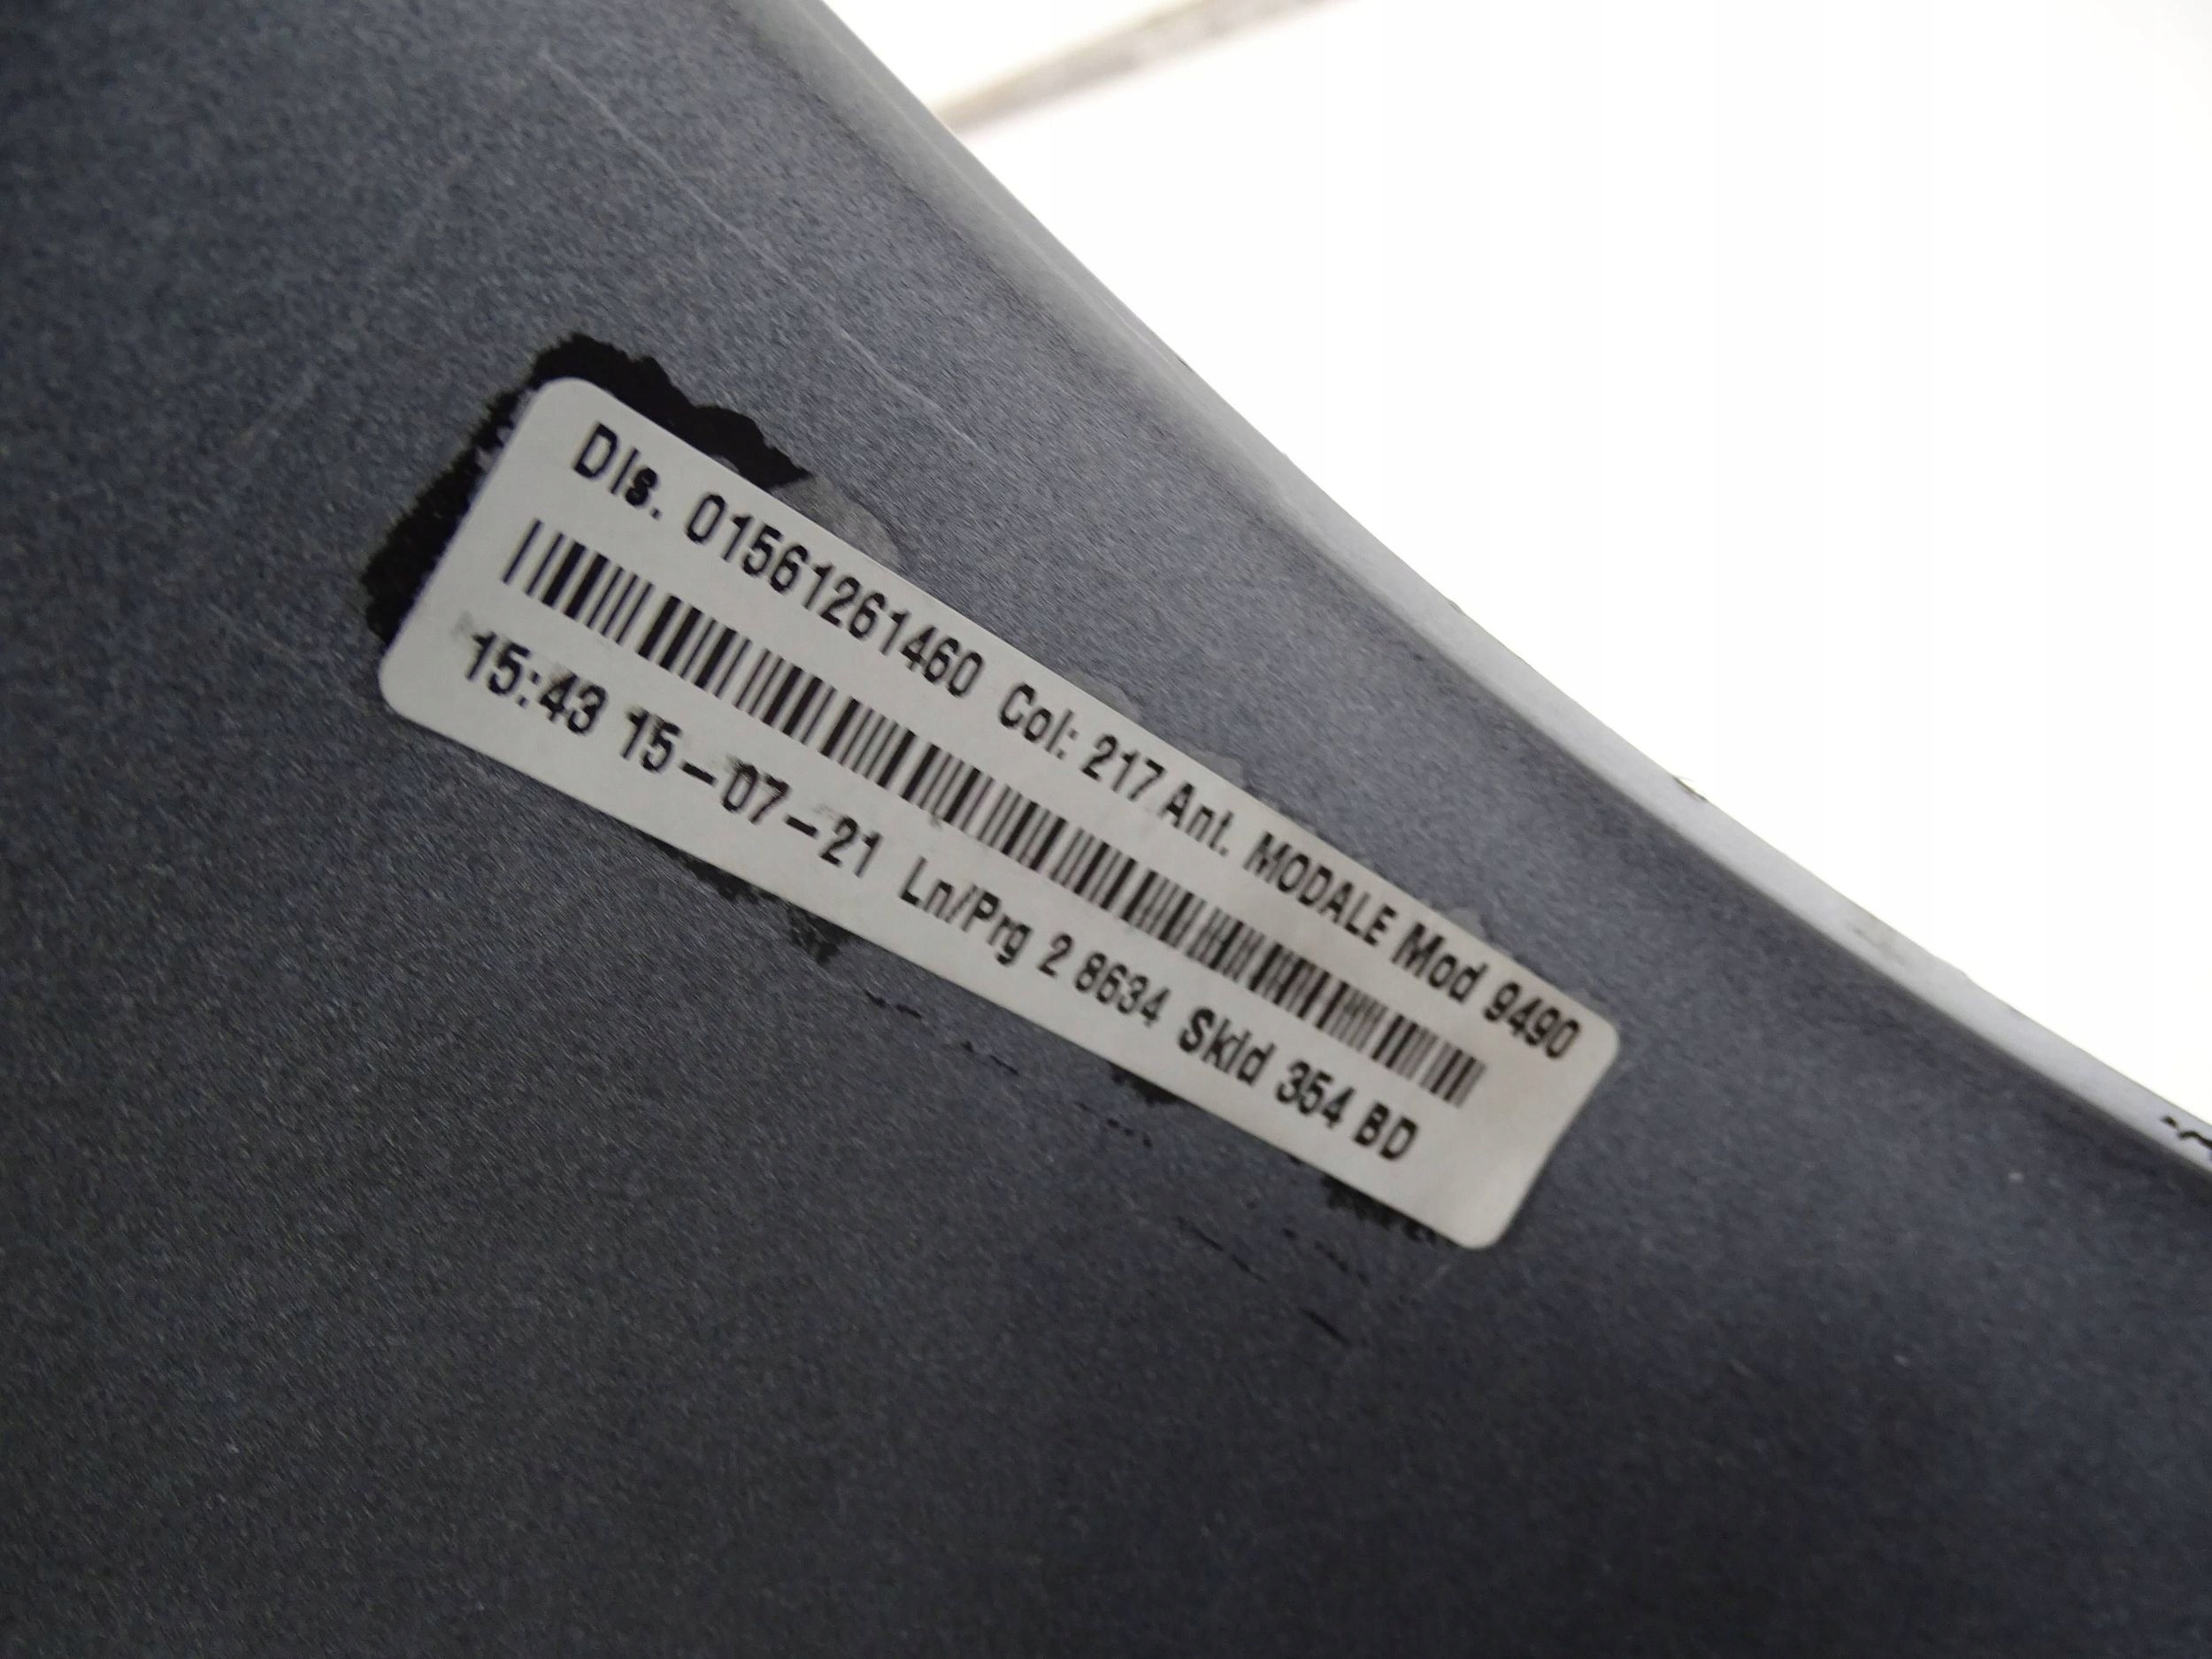 Dis. 01561261460 Col: 217 Ant. MODALE Mod 9490
15:43 15-07-21 Ln/Prg 2 8634 Skid 354 BD